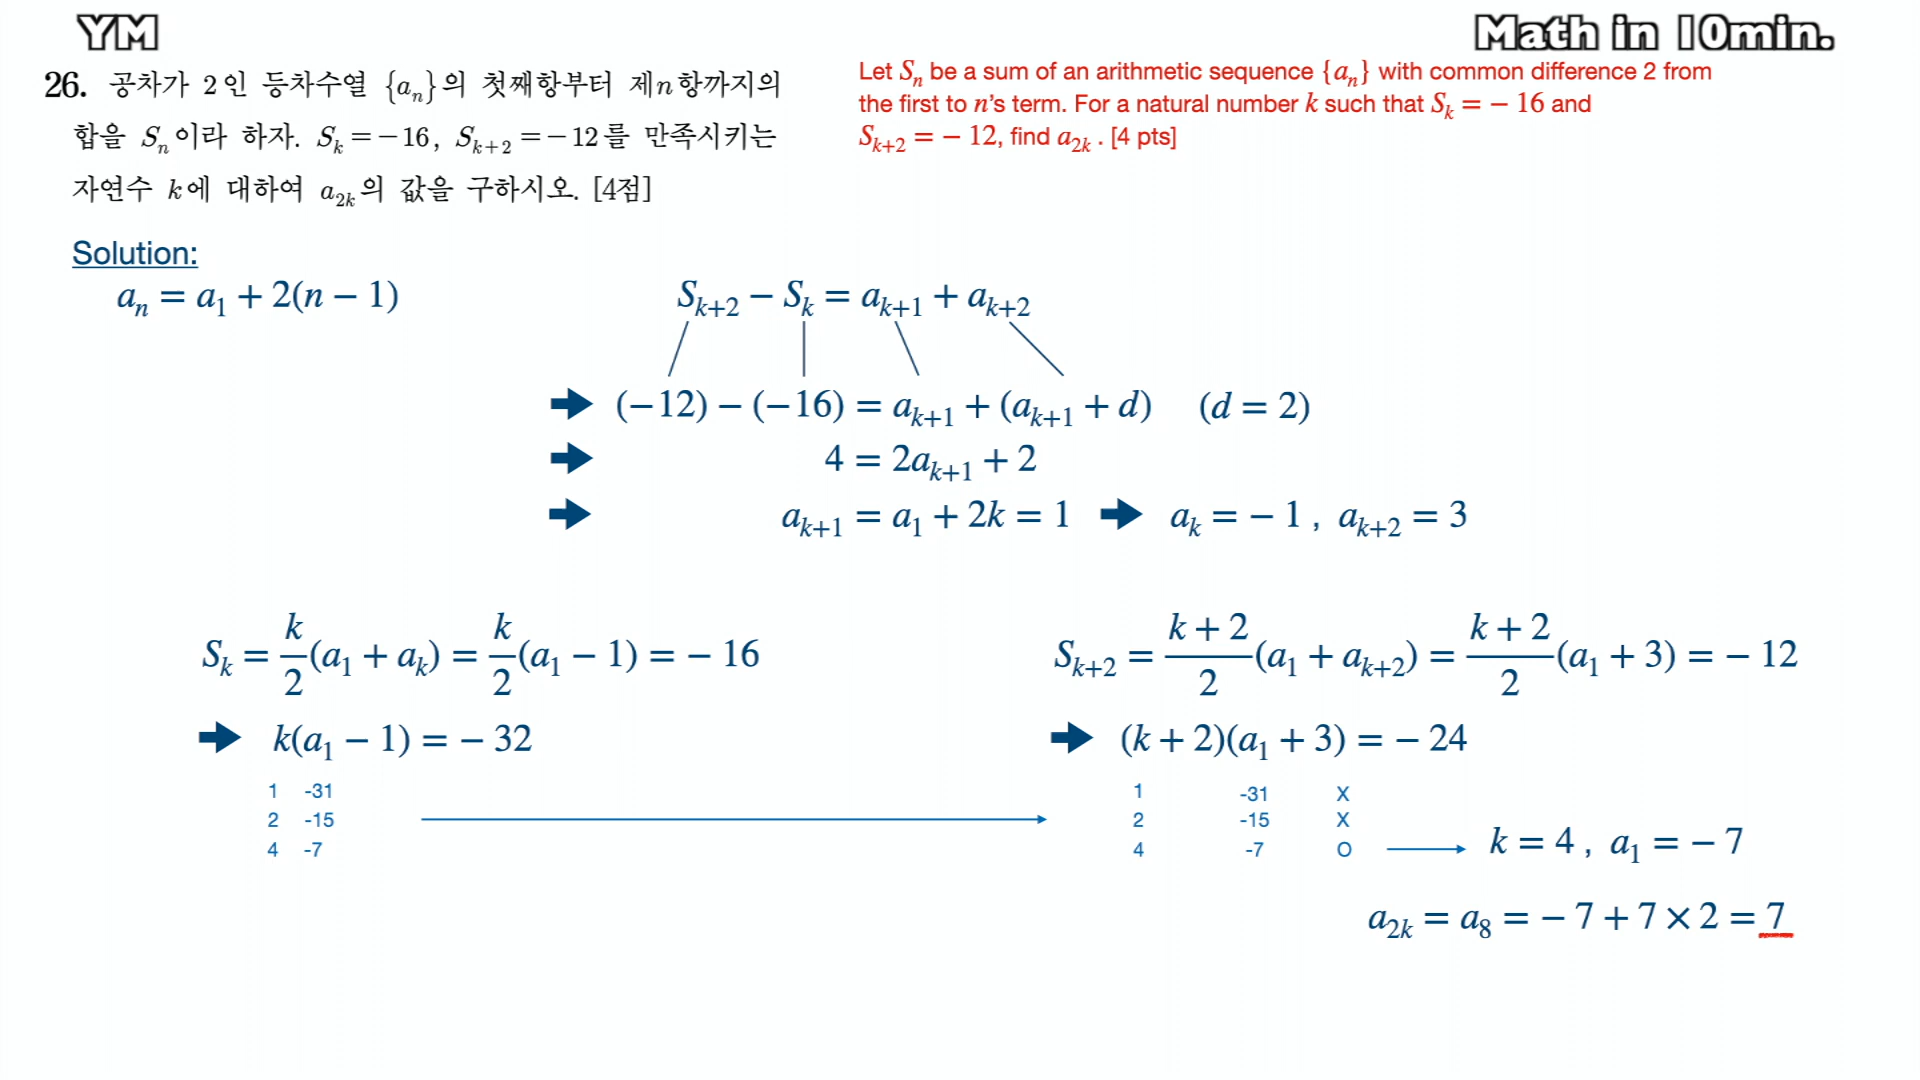 YM
Math in 10min.
26. 공차가 2인 등차수열 {aₙ}의 첫째항부터 제n항까지의
합을 Sₙ이라 하자. Sₖ=−16, Sₖ₊₂=−12를 만족시키는
자연수 k에 대하여 a₂ₖ의 값을 구하시오. [4점]
Let Sₙ be a sum of an arithmetic sequence {aₙ} with common difference 2 from
the first to n's term. For a natural number k such that Sₖ = − 16 and
Sₖ₊₂ = − 12, find a₂ₖ . [4 pts]
Solution:
aₙ = a₁ + 2(n − 1)
Sₖ₊₂ − Sₖ = aₖ₊₁ + aₖ₊₂
➡ (−12) − (−16) = aₖ₊₁ + (aₖ₊₁ + d) (d = 2)
➡ 4 = 2aₖ₊₁ + 2
➡ aₖ₊₁ = a₁ + 2k = 1 ➡ aₖ = − 1 , aₖ₊₂ = 3
Sₖ = k/2(a₁ + aₖ) = k/2(a₁ − 1) = − 16
➡ k(a₁ − 1) = − 32
1 -31
2 -15
4 -7
Sₖ₊₂ = (k + 2)/2(a₁ + aₖ₊₂) = (k + 2)/2(a₁ + 3) = − 12
➡ (k + 2)(a₁ + 3) = − 24
1 -31 X
2 -15 X
4 -7 O
k = 4 , a₁ = − 7
a₂ₖ = a₈ = − 7 + 7 × 2 = 7